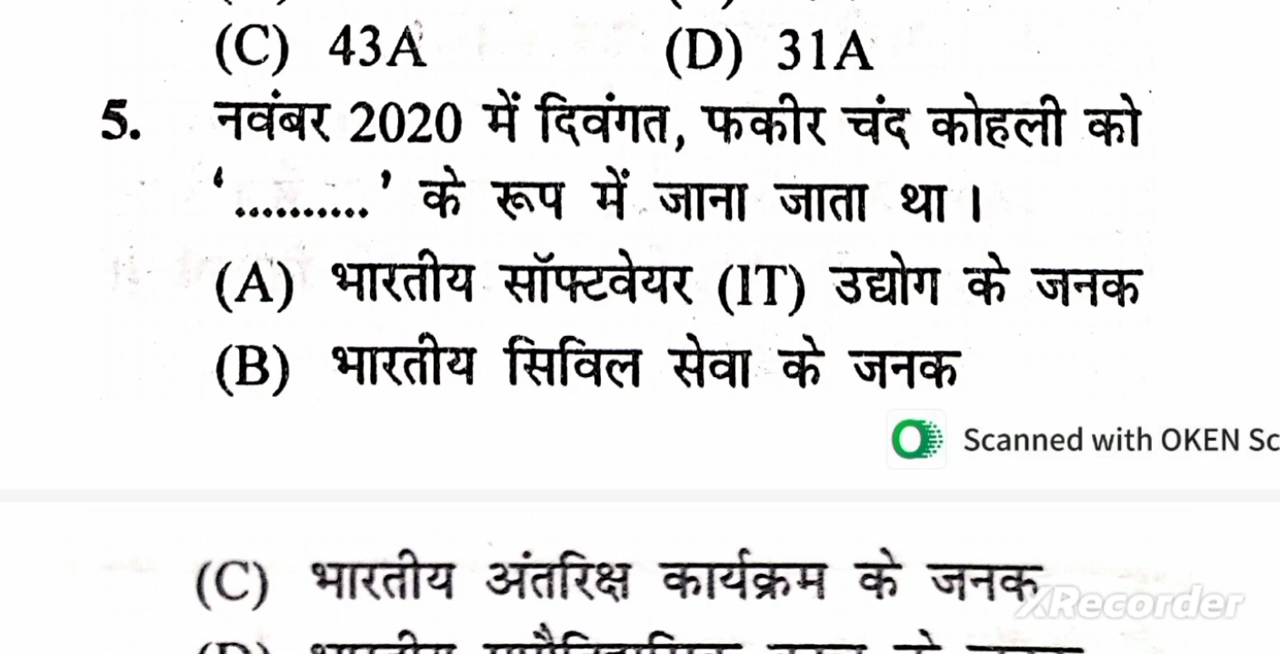 (C) 43A (D) 31A
5. नवंबर 2020 में दिवंगत, फकीर चंद कोहली को
‘..........’ के रूप में जाना जाता था ।
(A) भारतीय सॉफ्टवेयर (IT) उद्योग के जनक
(B) भारतीय सिविल सेवा के जनक
Scanned with OKEN Sc
(C) भारतीय अंतरिक्ष कार्यक्रम के जनक
XRecorder
(D) भारतीय